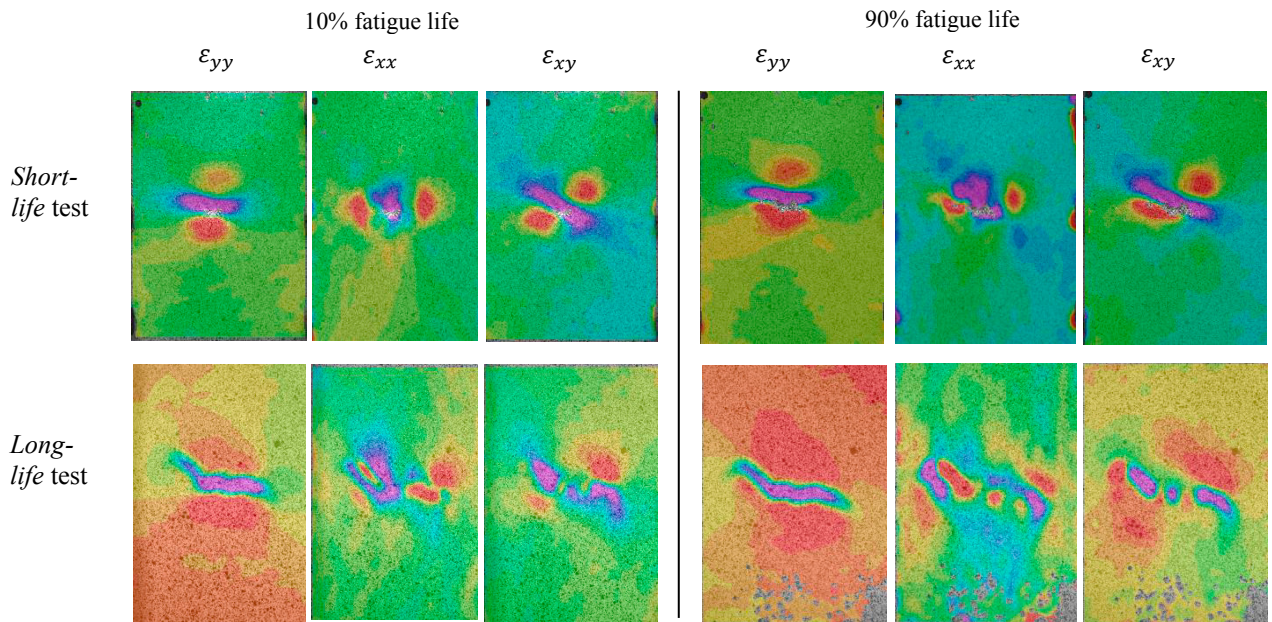 10% fatigue life
90% fatigue life
εyy
εxx
εxy
εyy
εxx
εxy
Short-
life test
Long-
life test